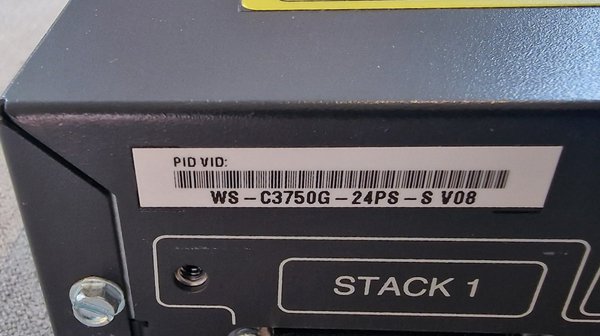 PID VID:
WS-C3750G-24PS-S V08
STACK 1